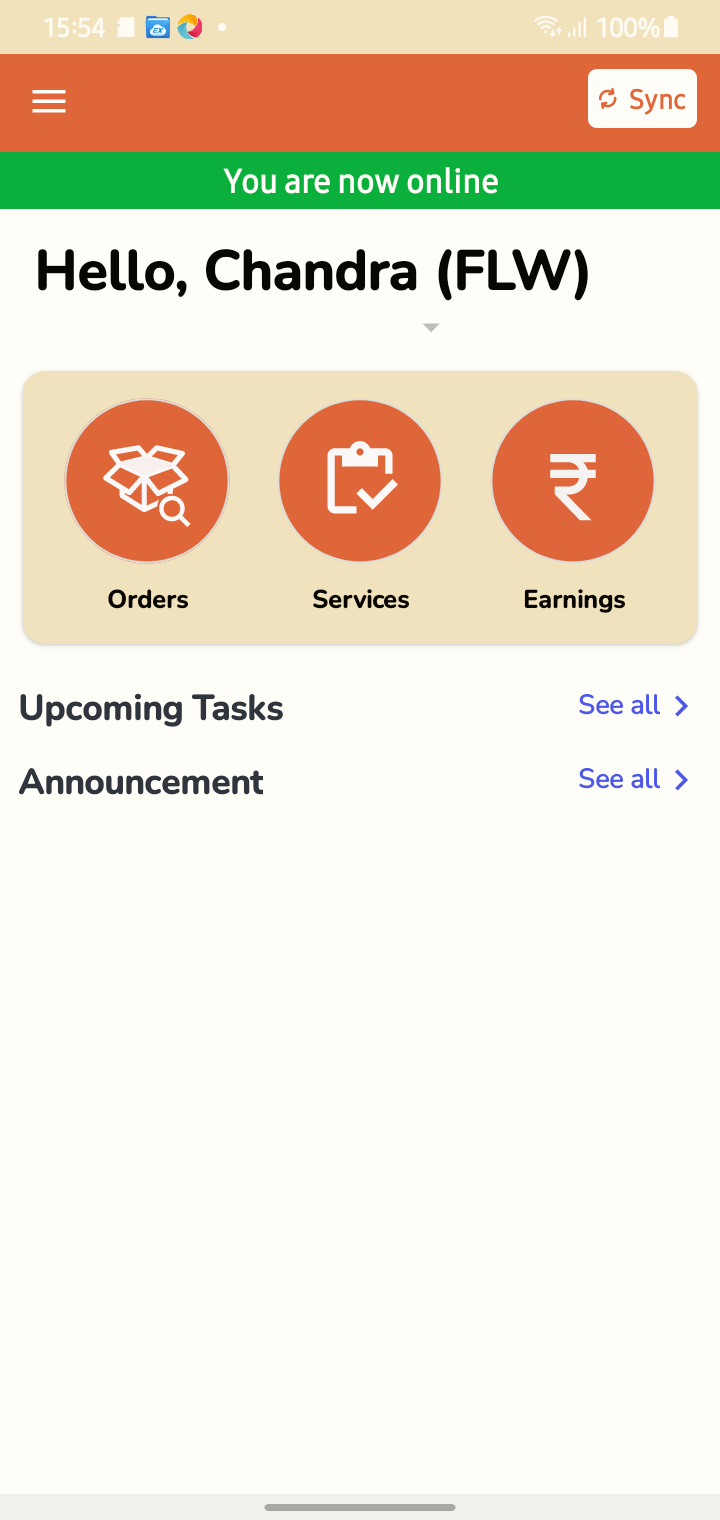 15:54
100%
Sync
You are now online
Hello, Chandra (FLW)
Orders Services Earnings
Upcoming Tasks See all
Announcement See all